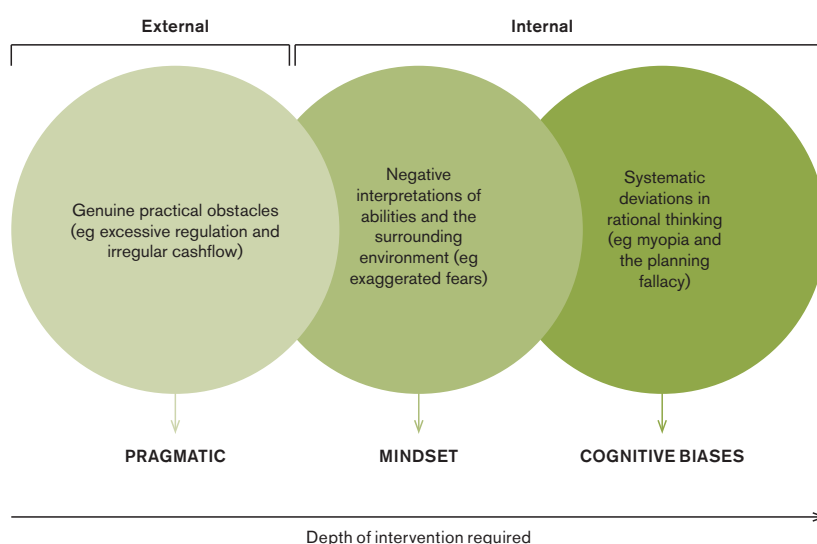 External
Internal
Genuine practical obstacles
(eg excessive regulation and
irregular cashflow)
Negative
interpretations of
abilities and the
surrounding
environment (eg
exaggerated fears)
Systematic
deviations in
rational thinking
(eg myopia and
the planning
fallacy)
PRAGMATIC
MINDSET
COGNITIVE BIASES
Depth of intervention required